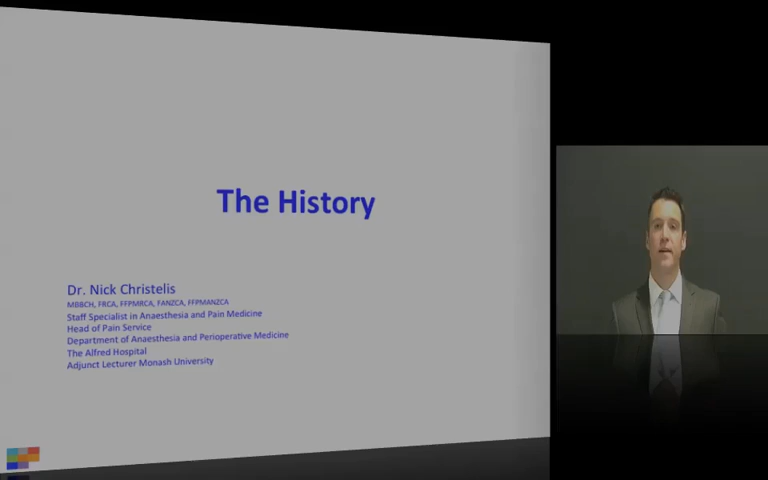 The History
Dr. Nick Christelis
MBBCH, FRCA, FFPMRCA, FANZCA, FFPMANZCA
Staff Specialist in Anaesthesia and Pain Medicine
Head of Pain Service
Department of Anaesthesia and Perioperative Medicine
The Alfred Hospital
Adjunct Lecturer Monash University